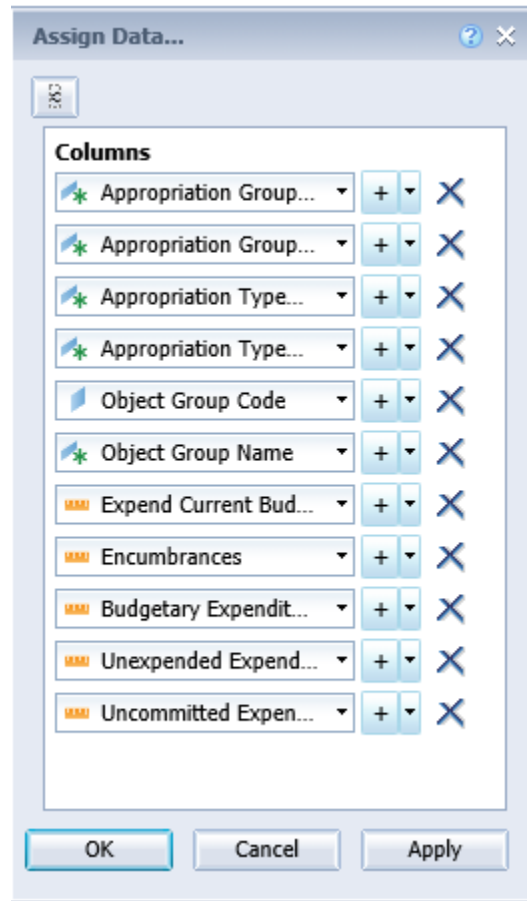 Assign Data...
Columns
Appropriation Group...
+
Appropriation Group...
+
Appropriation Type...
+
Appropriation Type...
+
Object Group Code
+
Object Group Name
+
Expend Current Bud...
+
Encumbrances
+
Budgetary Expendit...
+
Unexpended Expend...
+
Uncommitted Expen...
+
OK Cancel Apply